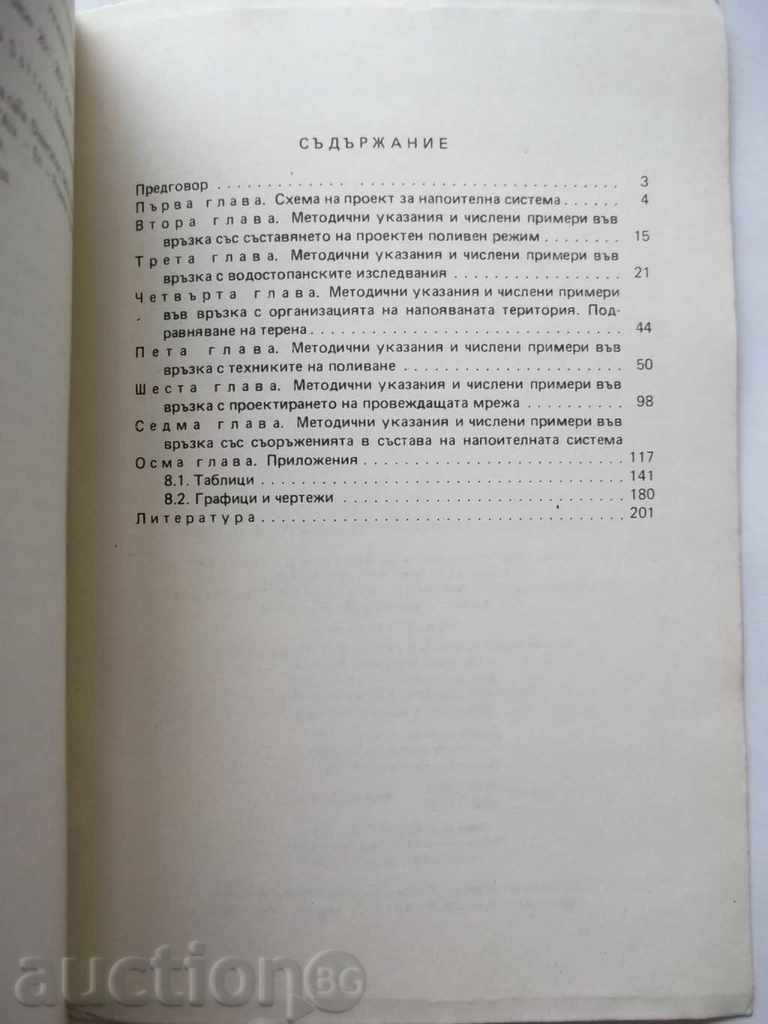 СЪДЪРЖАНИЕ
Предговор . . . . . . . . . . . . . . . . . . . . . . . . . . . . . . . 3
Първа глава. Схема на проект за напоителна система . . . . . . 4
Втора глава. Методични указания и числени примери във
връзка със съставянето на проектен поливен режим . . . . . . . . 15
Трета глава. Методични указания и числени примери във
връзка с водостопанските изследвания . . . . . . . . . . . . . . . . 21
Четвърта глава. Методични указания и числени примери
във връзка с организацията на напояваната територия. Под-
равняване на терена . . . . . . . . . . . . . . . . . . . . . . . . . . . 44
Пета глава. Методични указания и числени примери във
връзка с техниките на поливане . . . . . . . . . . . . . . . . . . . . 50
Шеста глава. Методични указания и числени примери във
връзка с проектирането на провеждащата мрежа . . . . . . . . . . 98
Седма глава. Методични указания и числени примери във
връзка със съоръженията в състава на напоителната система
Осма глава. Приложения . . . . . . . . . . . . . . . . . . . . . . . . 117
8.1. Таблици . . . . . . . . . . . . . . . . . . . . . . . . . . . . . . . . 141
8.2. Графици и чертежи . . . . . . . . . . . . . . . . . . . . . . . . . . 180
Литература . . . . . . . . . . . . . . . . . . . . . . . . . . . . . . . . . 201
auctionBG